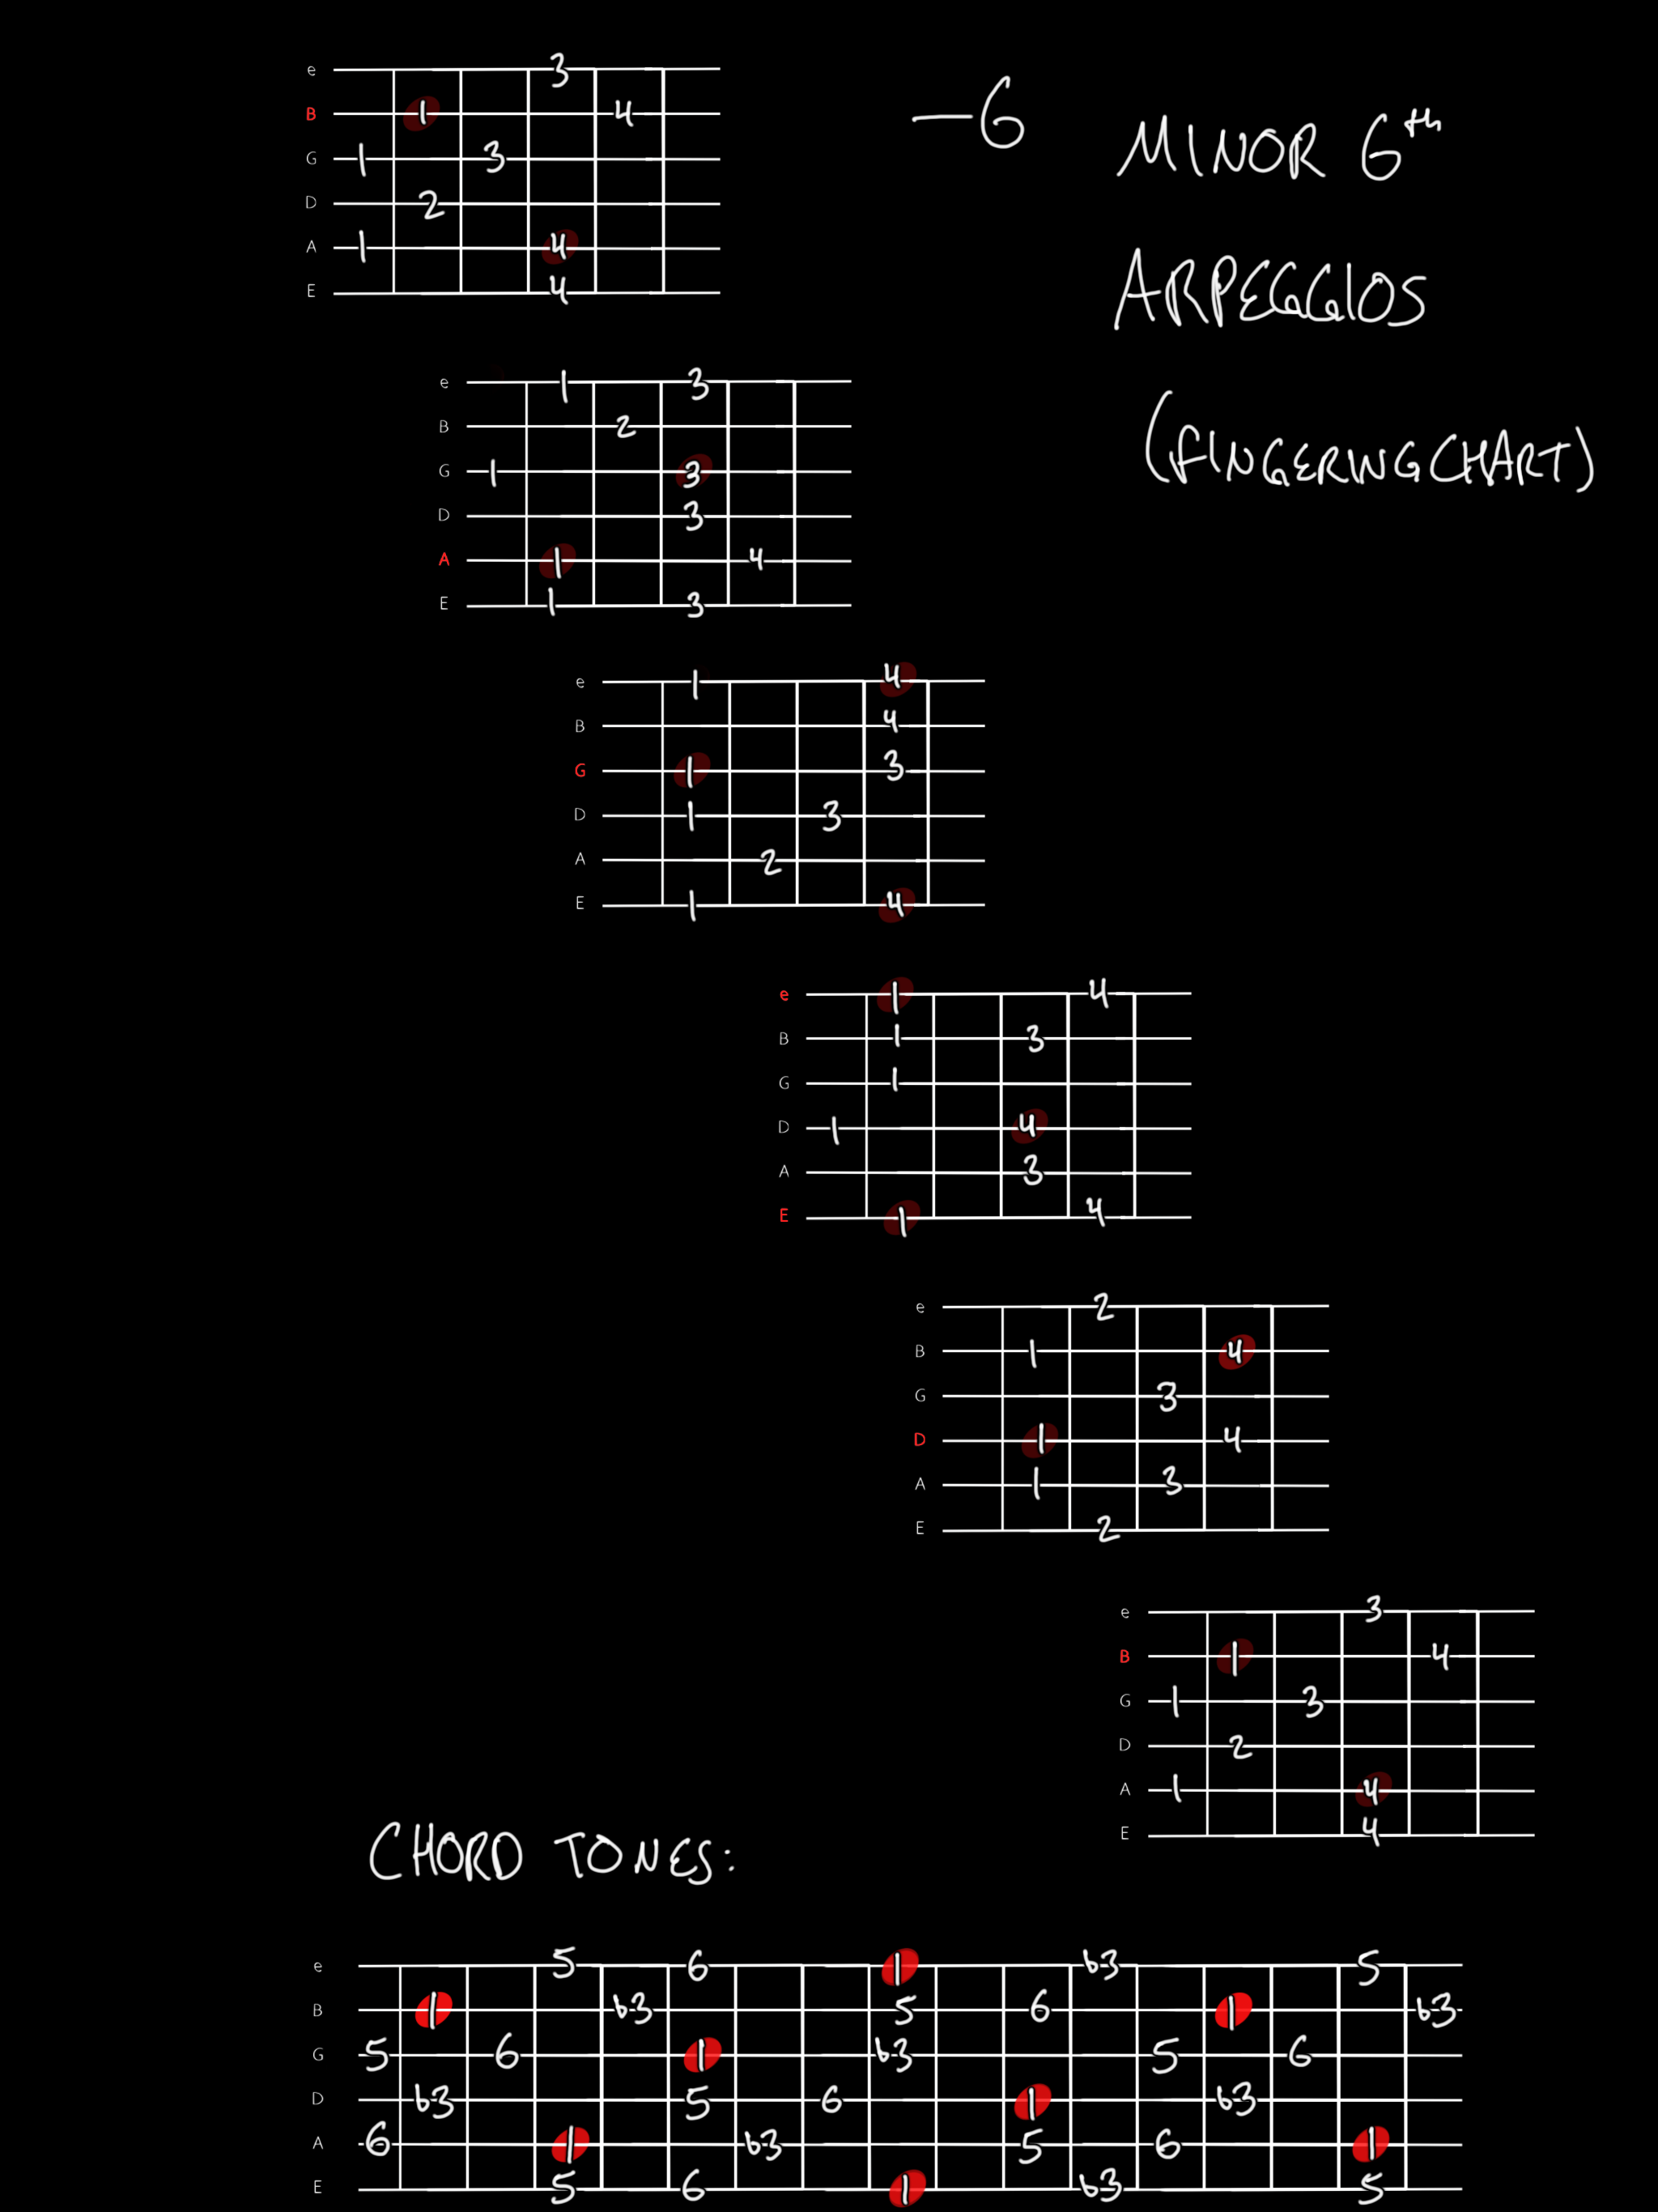 e 3
B 1 4
G 1 3
D 2
A 1 4
E 4
–6 MINOR 6th
ARPEGGIOS
(FINGERING CHART)
e 1 3
B 2
G 1 3
D 3
A 1 4
E 1 3
e 1 4
B 4
G 1 3
D 1 3
A 2
E 1 4
e 1 4
B 1 3
G 1
D 1 4
A 3
E 1 4
e 2
B 1 4
G 3
D 1 4
A 1 3
E 2
e 3
B 1 4
G 1 3
D 2
A 1 4
E 4
CHORD TONES:
e 5 6 1 b3 5
B 1 b3 5 6 1 b3
G 5 6 1 b3 5 6
D b3 5 6 1 b3
A 6 1 b3 5 6 1
E 5 6 1 b3 5